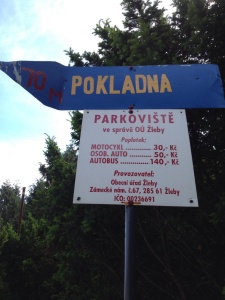 70 m POKLADNA
PARKOVIŠTĚ
ve správě OÚ Žleby
Poplatek:
MOTOCYKL ........... 30,- Kč
OSOB. AUTO ......... 50,- Kč
AUTOBUS .............. 140,- Kč
Provozovatel:
Obecní úřad Žleby
Zámecké nám. č.67, 285 61 Žleby
IČO: 00236691